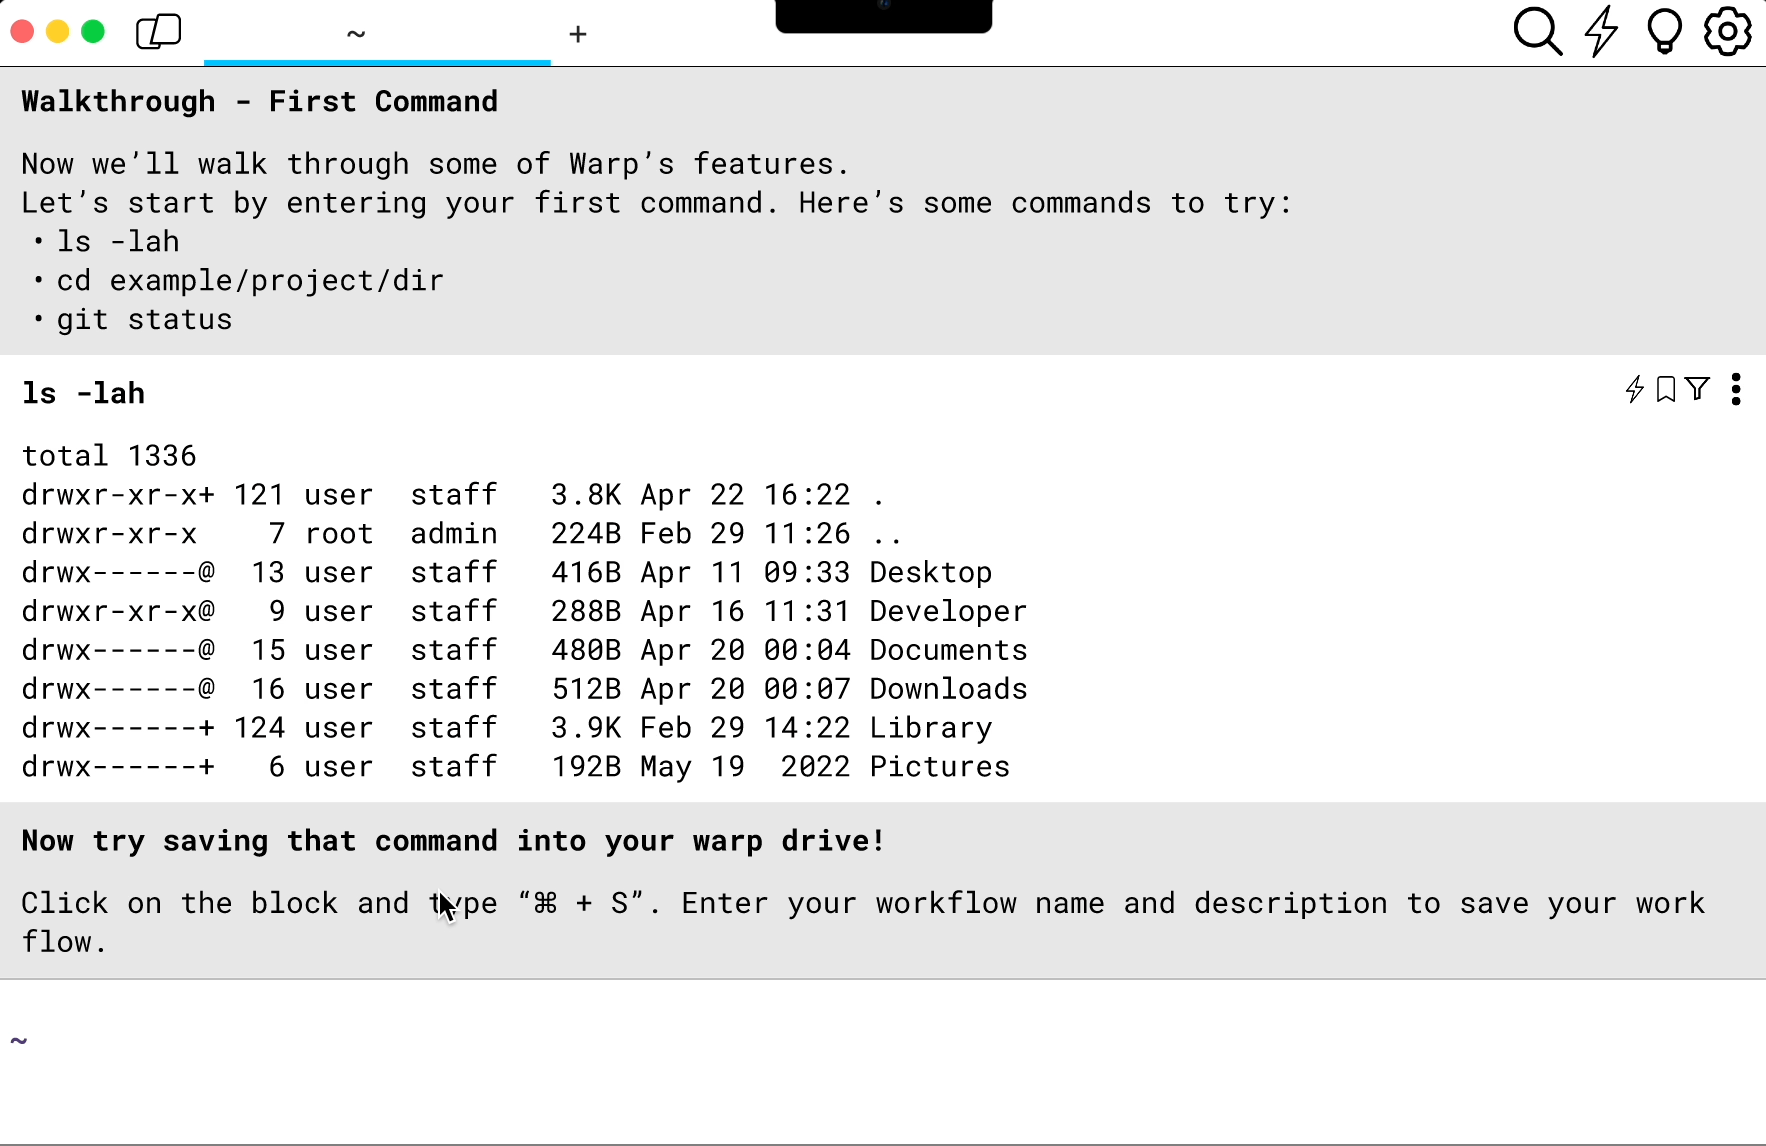 ~ +
Walkthrough - First Command
Now we’ll walk through some of Warp’s features.
Let’s start by entering your first command. Here’s some commands to try:
• ls -lah
• cd example/project/dir
• git status
ls -lah
total 1336
drwxr-xr-x+ 121 user  staff   3.8K Apr 22 16:22 .
drwxr-xr-x    7 root  admin   224B Feb 29 11:26 ..
drwx------@  13 user  staff   416B Apr 11 09:33 Desktop
drwxr-xr-x@   9 user  staff   288B Apr 16 11:31 Developer
drwx------@  15 user  staff   480B Apr 20 00:04 Documents
drwx------@  16 user  staff   512B Apr 20 00:07 Downloads
drwx------+ 124 user  staff   3.9K Feb 29 14:22 Library
drwx------+   6 user  staff   192B May 19  2022 Pictures
Now try saving that command into your warp drive!
Click on the block and type “⌘ + S”. Enter your workflow name and description to save your work
flow.
~